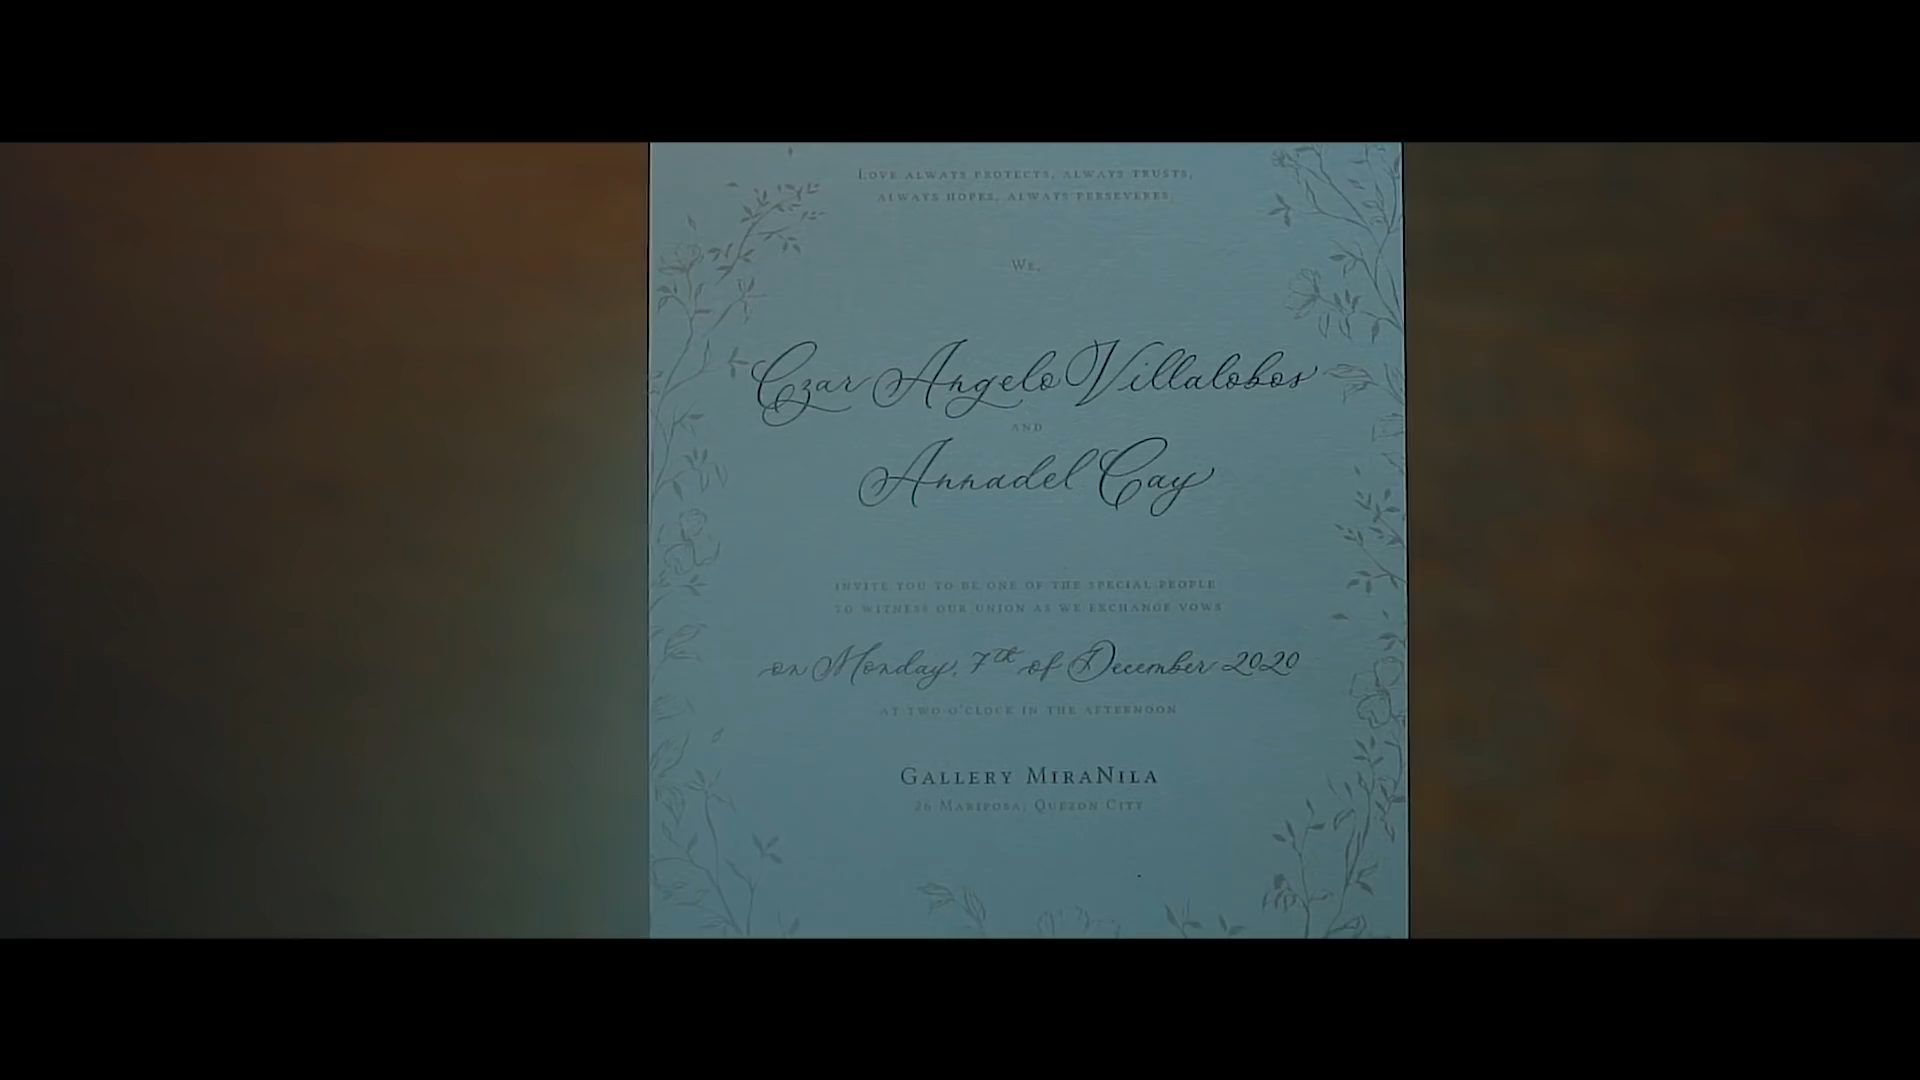 Love always protects, always trusts,
always hopes, always perseveres.
We,
Czar Angelo Villalobos
and
Annadel Cay
invite you to be one of the special people
to witness our union as we exchange vows
on Monday, 7th of December 2020
at two o'clock in the afternoon
Gallery MiraNila
26 Mariposa, Quezon City